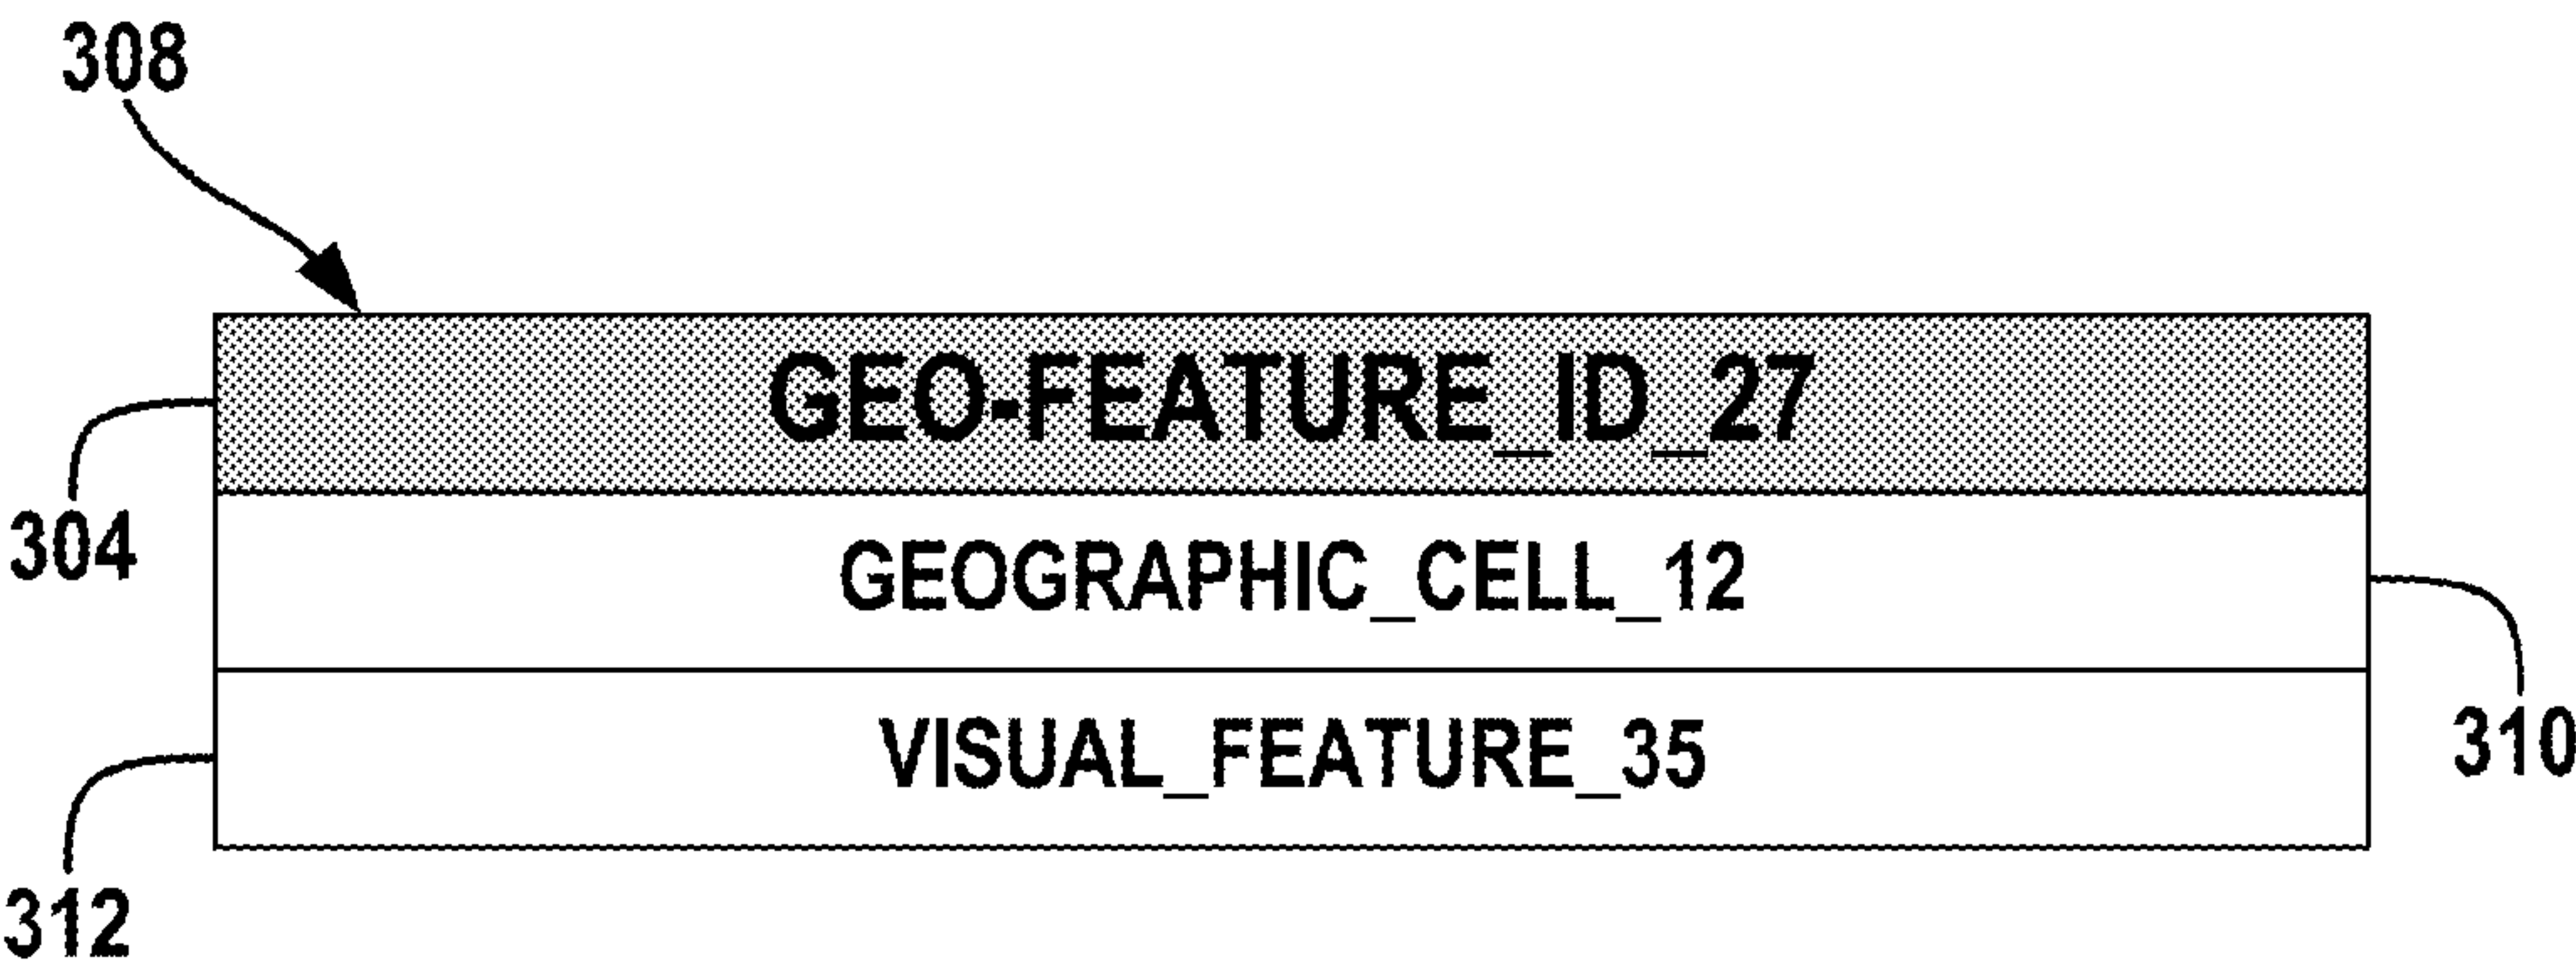 308
GEO-FEATURE_ID_27
304
GEOGRAPHIC_CELL_12
310
VISUAL_FEATURE_35
312